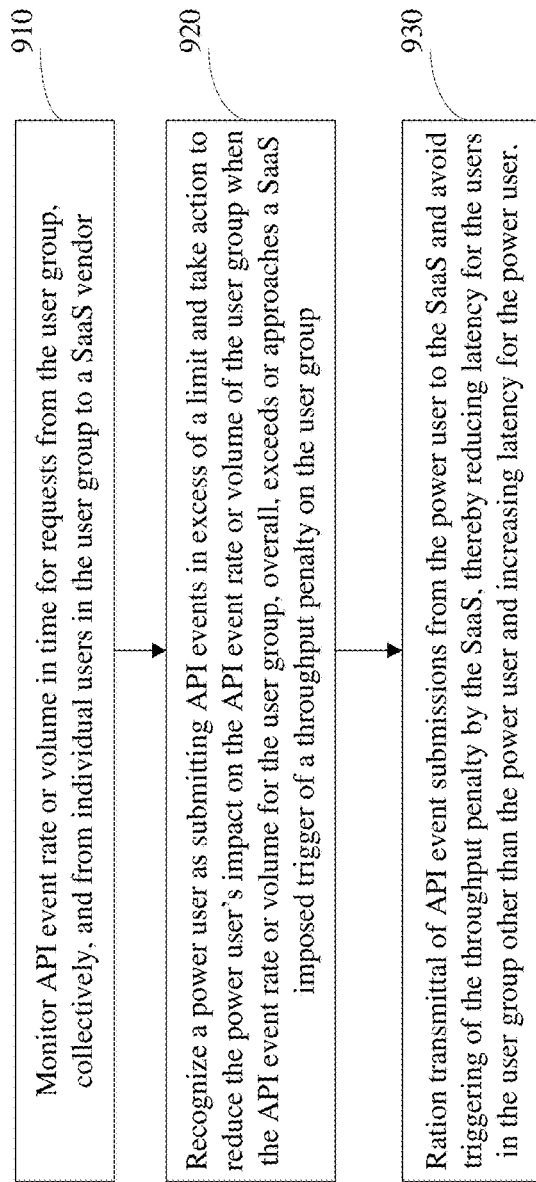 910
Monitor API event rate or volume in time for requests from the user group,
collectively, and from individual users in the user group to a SaaS vendor
920
Recognize a power user as submitting API events in excess of a limit and take action to
reduce the power user's impact on the API event rate or volume of the user group when
the API event rate or volume for the user group, overall, exceeds or approaches a SaaS
imposed trigger of a throughput penalty on the user group
930
Ration transmittal of API event submissions from the power user to the SaaS and avoid
triggering of the throughput penalty by the SaaS, thereby reducing latency for the users
in the user group other than the power user and increasing latency for the power user.